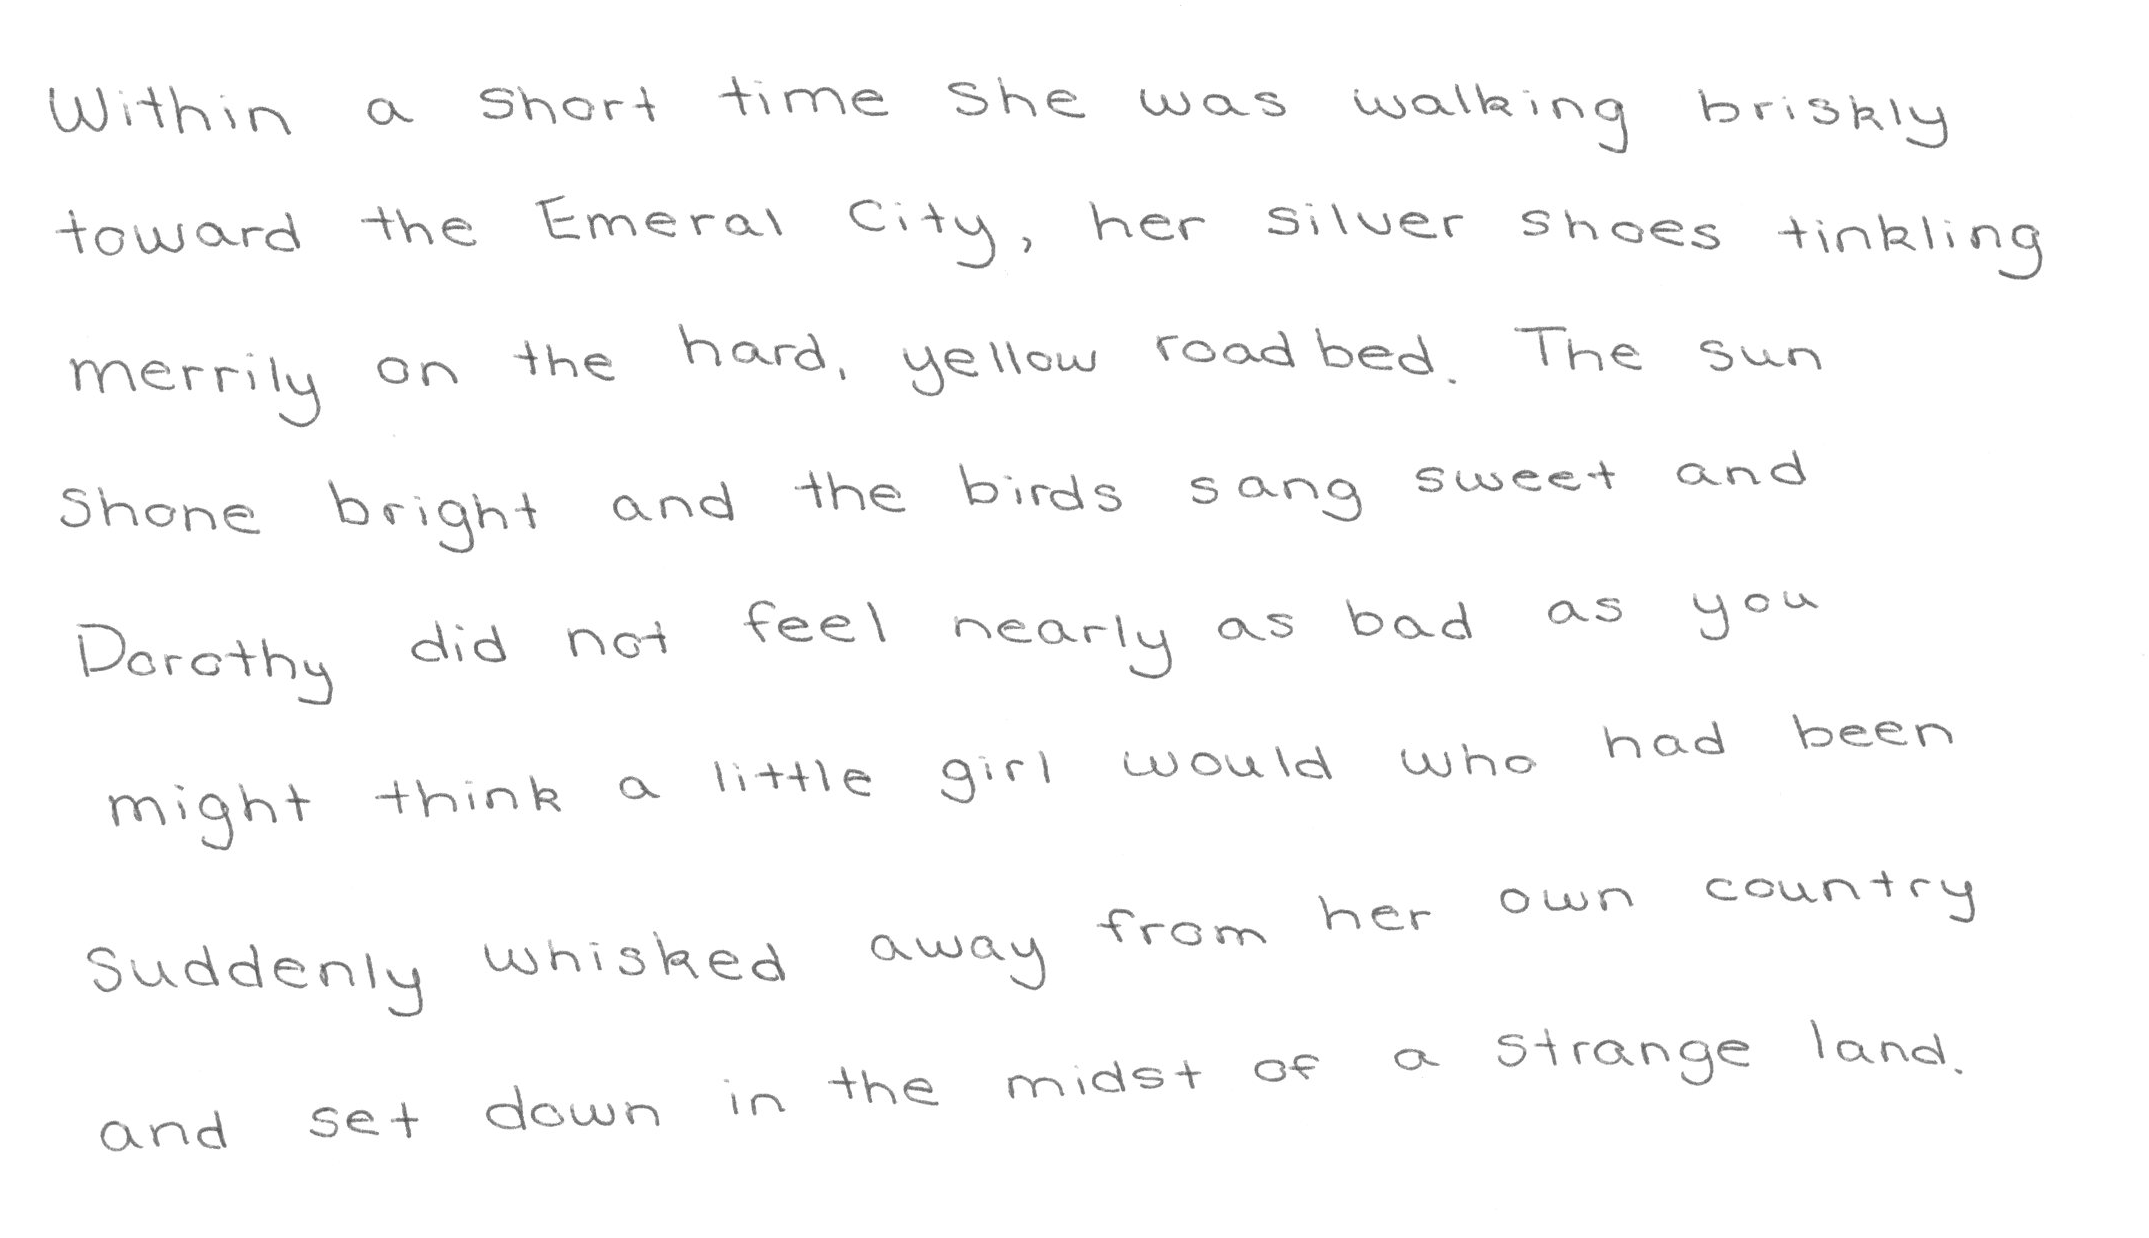 Within a short time she was walking briskly
toward the Emeral City, her silver shoes tinkling
merrily on the hard, yellow road bed. The sun
shone bright and the birds sang sweet and
Dorothy did not feel nearly as bad as you
might think a little girl would who had been
suddenly whisked away from her own country
and set down in the midst of a strange land.